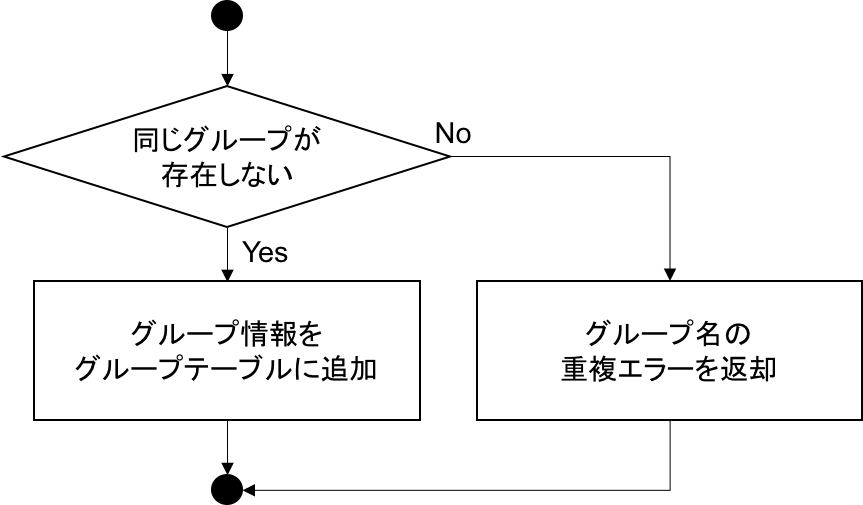 同じグループが
存在しない
No
Yes
グループ情報を
グループテーブルに追加
グループ名の
重複エラーを返却